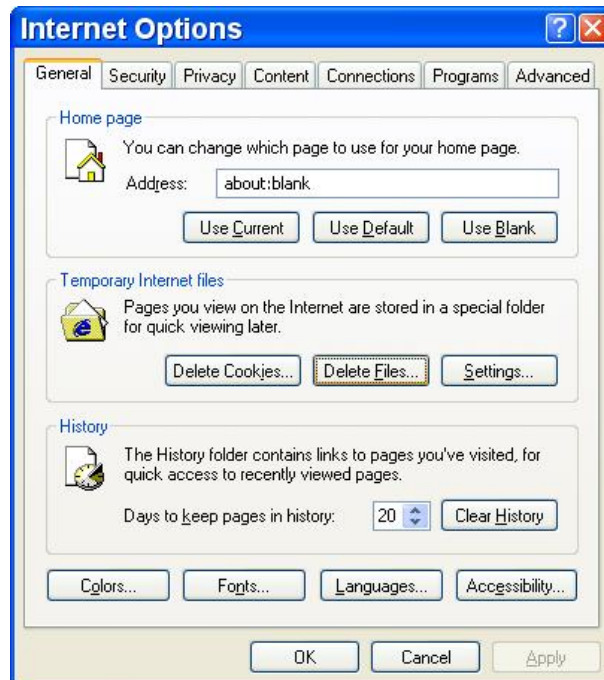 Internet Options
General Security Privacy Content Connections Programs Advanced
Home page
You can change which page to use for your home page.
Address: about:blank
Use Current Use Default Use Blank
Temporary Internet files
Pages you view on the Internet are stored in a special folder
for quick viewing later.
Delete Cookies... Delete Files... Settings...
History
The History folder contains links to pages you've visited, for
quick access to recently viewed pages.
Days to keep pages in history: 20 Clear History
Colors... Fonts... Languages... Accessibility...
OK Cancel Apply